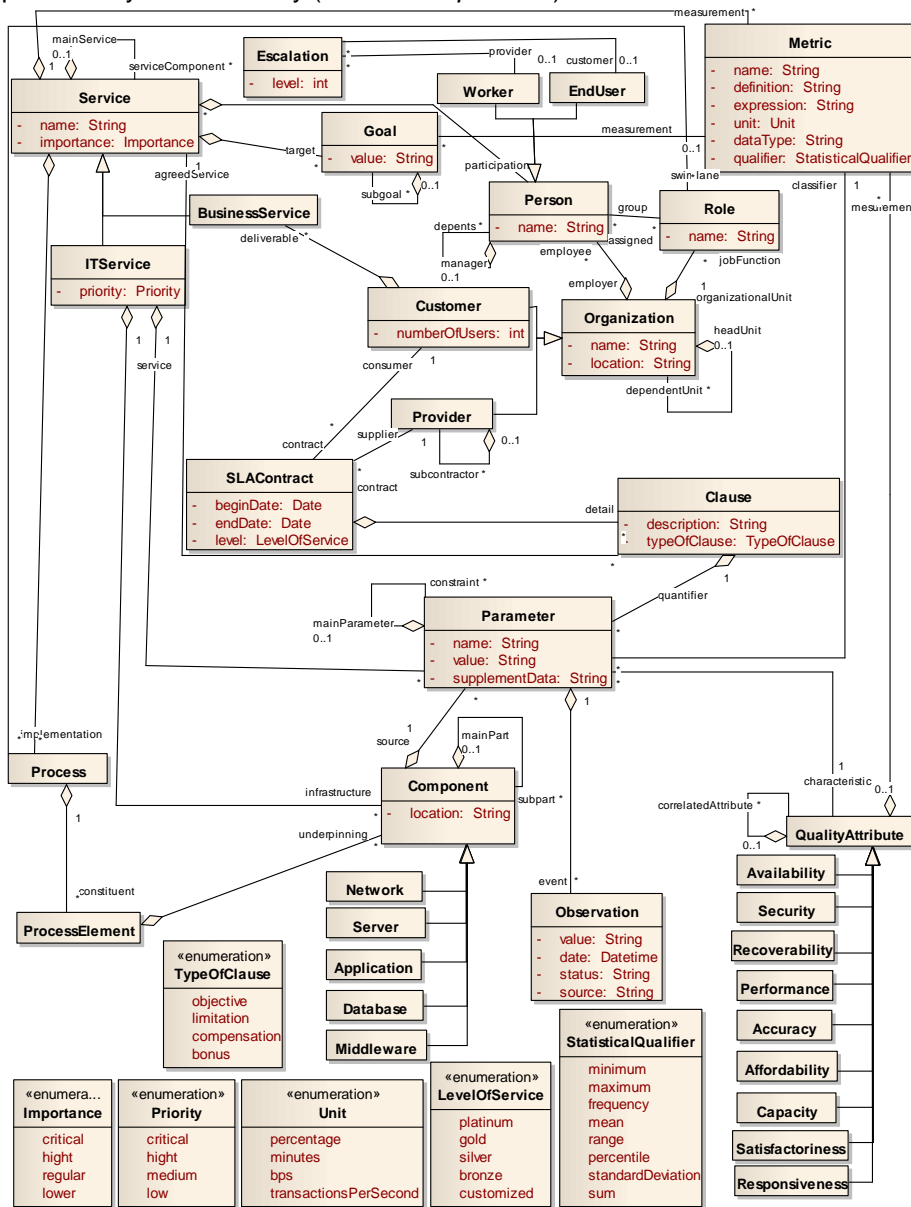 measurement *
mainService
0..1
1
serviceComponent *
Escalation
- level: int
*
*
provider
0..1
customer
0..1
Metric
- name: String
- definition: String
- expression: String
- unit: Unit
- dataType: String
- qualifier: StatisticalQualifier
Service
- name: String
- importance: Importance
*
Worker
EndUser
Goal
- value: String
target
*
*
subgoal *
0..1
measurement
0..1
participation
agreedService
1
swimlane
classifier
1
mesurement
*
BusinessService
deliverable *
Person
- name: String
depents *
manager
0..1
group
*
assigned
*
employee
*
Role
- name: String
* jobFunction
ITService
- priority: Priority
1
1
service
Customer
- numberOfUsers: int
consumer
1
employer
1
organizationalUnit
Organization
- name: String
- location: String
headUnit
0..1
dependentUnit *
Provider
supplier
1
0..1
subcontractor *
*
contract
*
contract
SLAContract
- beginDate: Date
- endDate: Date
- level: LevelOfService
detail
*
Clause
- description: String
- typeOfClause: TypeOfClause
*
1
quantifier
constraint *
mainParameter
0..1
Parameter
- name: String
- value: String
- supplementData: String
*
*
*
*
*
1
1
source
mainPart
0..1
subpart *
implementation
*
Process
1
infrastructure
*
Component
- location: String
underpinning
*
1
characteristic
0..1
correlatedAttribute *
0..1
QualityAttribute
* constituent
ProcessElement
Network
Server
Application
Database
Middleware
event *
Observation
- value: String
- date: Datetime
- status: String
- source: String
Availability
Security
Recoverability
Performance
Accuracy
Affordability
Capacity
Satisfactoriness
Responsiveness
«enumeration»
TypeOfClause
objective
limitation
compensation
bonus
«enumera...
Importance
critical
hight
regular
lower
«enumeration»
Priority
critical
hight
medium
low
«enumeration»
Unit
percentage
minutes
bps
transactionsPerSecond
«enumeration»
LevelOfService
platinum
gold
silver
bronze
customized
«enumeration»
StatisticalQualifier
minimum
maximum
frequency
mean
range
percentile
standardDeviation
sum